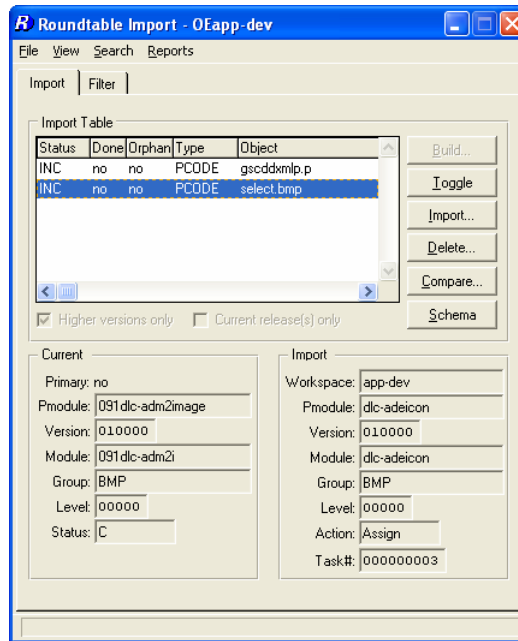 Roundtable Import - OEapp-dev
File View Search Reports
Import Filter
Import Table
Status Done Orphan Type Object
INC no no PCODE gscddxmlp.p
INC no no PCODE select.bmp
Build...
Toggle
Import...
Delete...
Compare...
Schema
Higher versions only Current release(s) only
Current
Primary: no
Pmodule: 091dlc-adm2image
Version: 010000
Module: 091dlc-adm2i
Group: BMP
Level: 00000
Status: C
Import
Workspace: app-dev
Pmodule: dlc-adeicon
Version: 010000
Module: dlc-adeicon
Group: BMP
Level: 00000
Action: Assign
Task#: 000000003